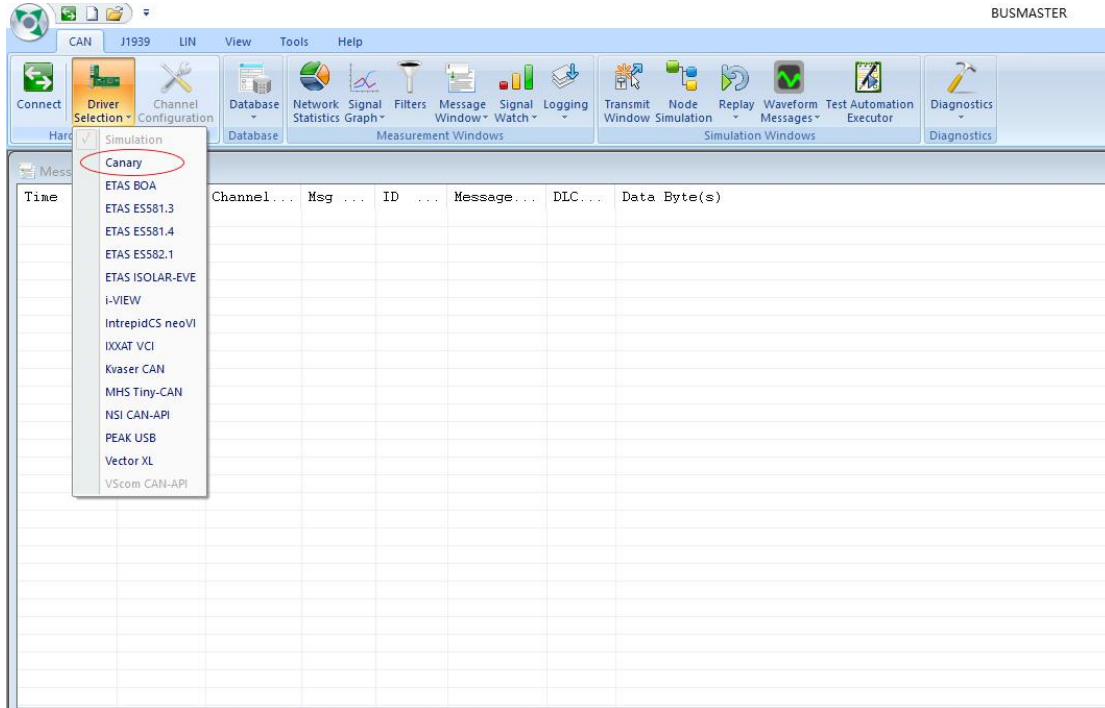 BUSMASTER
CAN J1939 LIN View Tools Help
Connect Driver Selection Channel Configuration Database Network Statistics Signal Graph Filters Message Window Signal Watch Logging Transmit Window Node Simulation Replay Waveform Messages Test Automation Executor Diagnostics
Hard Database Measurement Windows Simulation Windows Diagnostics
Simulation
Canary
Mess
ETAS BOA
Time Channel... Msg ... ID ... Message... DLC... Data Byte(s)
ETAS ES581.3
ETAS ES581.4
ETAS ES582.1
ETAS ISOLAR-EVE
i-VIEW
IntrepidCS neoVI
IXXAT VCI
Kvaser CAN
MHS Tiny-CAN
NSI CAN-API
PEAK USB
Vector XL
VScom CAN-API